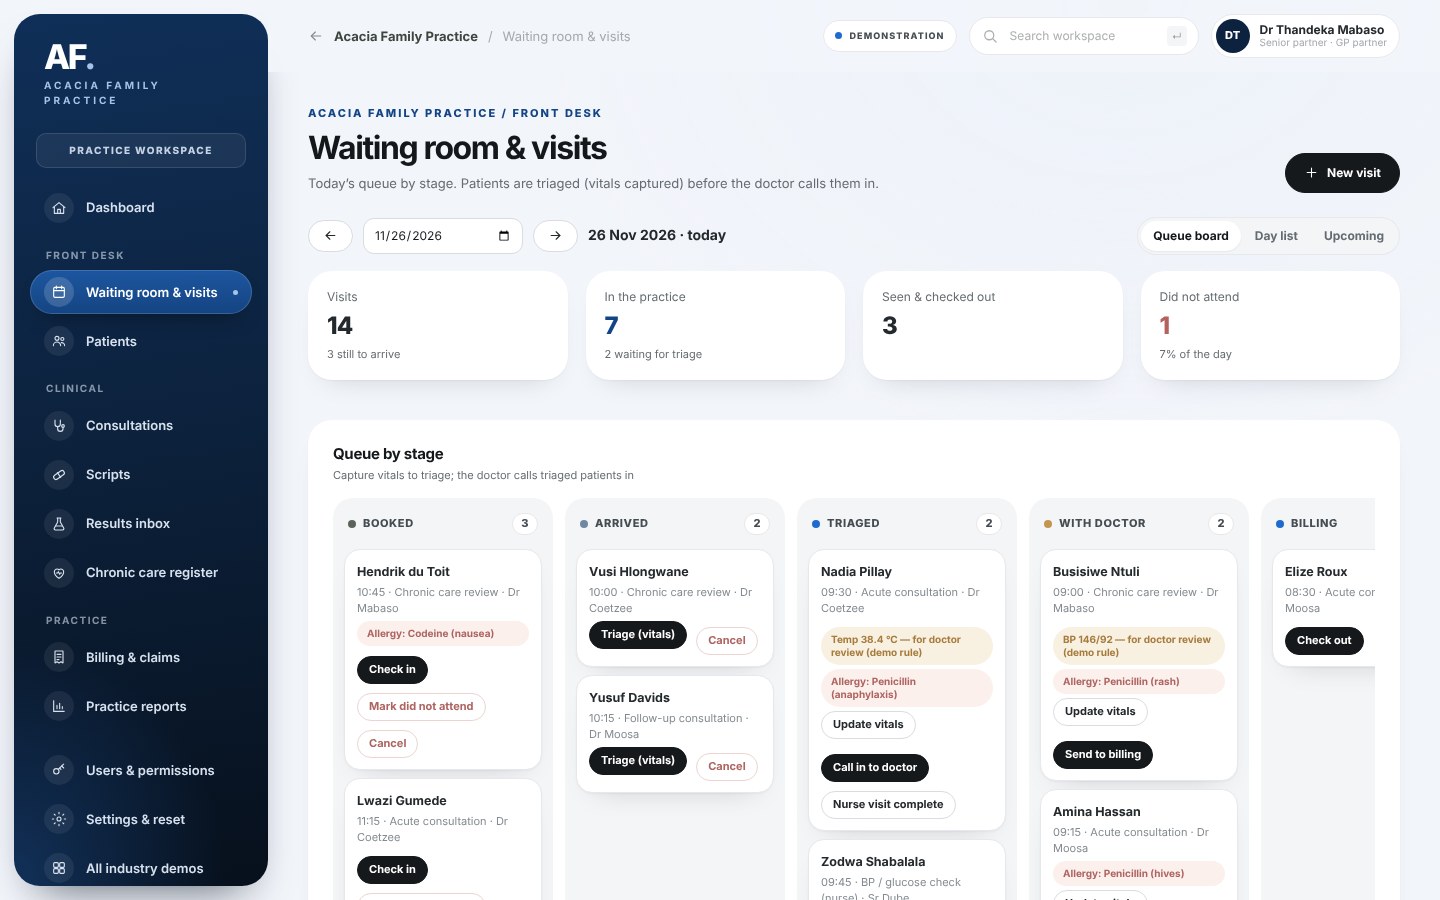 AF.
ACACIA FAMILY
PRACTICE
PRACTICE WORKSPACE
Dashboard
FRONT DESK
Waiting room & visits
Patients
CLINICAL
Consultations
Scripts
Results inbox
Chronic care register
PRACTICE
Billing & claims
Practice reports
Users & permissions
Settings & reset
All industry demos
Acacia Family Practice / Waiting room & visits
DEMONSTRATION
Search workspace
DT
Dr Thandeka Mabaso
Senior partner · GP partner
ACACIA FAMILY PRACTICE / FRONT DESK
Waiting room & visits
Today's queue by stage. Patients are triaged (vitals captured) before the doctor calls them in.
New visit
11/26/2026
26 Nov 2026 · today
Queue board
Day list
Upcoming
Visits
14
3 still to arrive
In the practice
7
2 waiting for triage
Seen & checked out
3
Did not attend
1
7% of the day
Queue by stage
Capture vitals to triage; the doctor calls triaged patients in
BOOKED 3
Hendrik du Toit
10:45 · Chronic care review · Dr
Mabaso
Allergy: Codeine (nausea)
Check in
Mark did not attend
Cancel
Lwazi Gumede
11:15 · Acute consultation · Dr
Coetzee
Check in
ARRIVED 2
Vusi Hlongwane
10:00 · Chronic care review · Dr
Coetzee
Triage (vitals)
Cancel
Yusuf Davids
10:15 · Follow-up consultation ·
Dr Moosa
Triage (vitals)
Cancel
TRIAGED 2
Nadia Pillay
09:30 · Acute consultation · Dr
Coetzee
Temp 38.4 °C — for doctor
review (demo rule)
Allergy: Penicillin
(anaphylaxis)
Update vitals
Call in to doctor
Nurse visit complete
Zodwa Shabalala
09:45 · BP / glucose check
(nurse) · Sr Dube
WITH DOCTOR 2
Busisiwe Ntuli
09:00 · Chronic care review · Dr
Mabaso
BP 146/92 — for doctor review
(demo rule)
Allergy: Penicillin (rash)
Update vitals
Send to billing
Amina Hassan
09:15 · Acute consultation · Dr
Moosa
Allergy: Penicillin (hives)
Update vitals
BILLING
Elize Roux
08:30 · Acute cor
Moosa
Check out